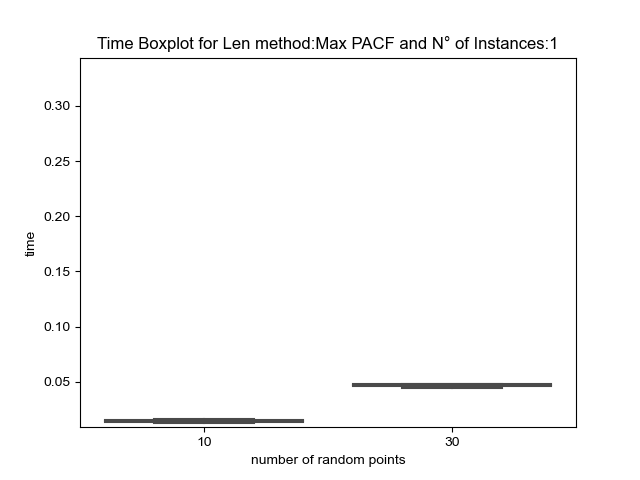 Time Boxplot for Len method:Max PACF and N° of Instances:1
0.30
0.25
0.20
0.15
0.10
0.05
time
10 30
number of random points